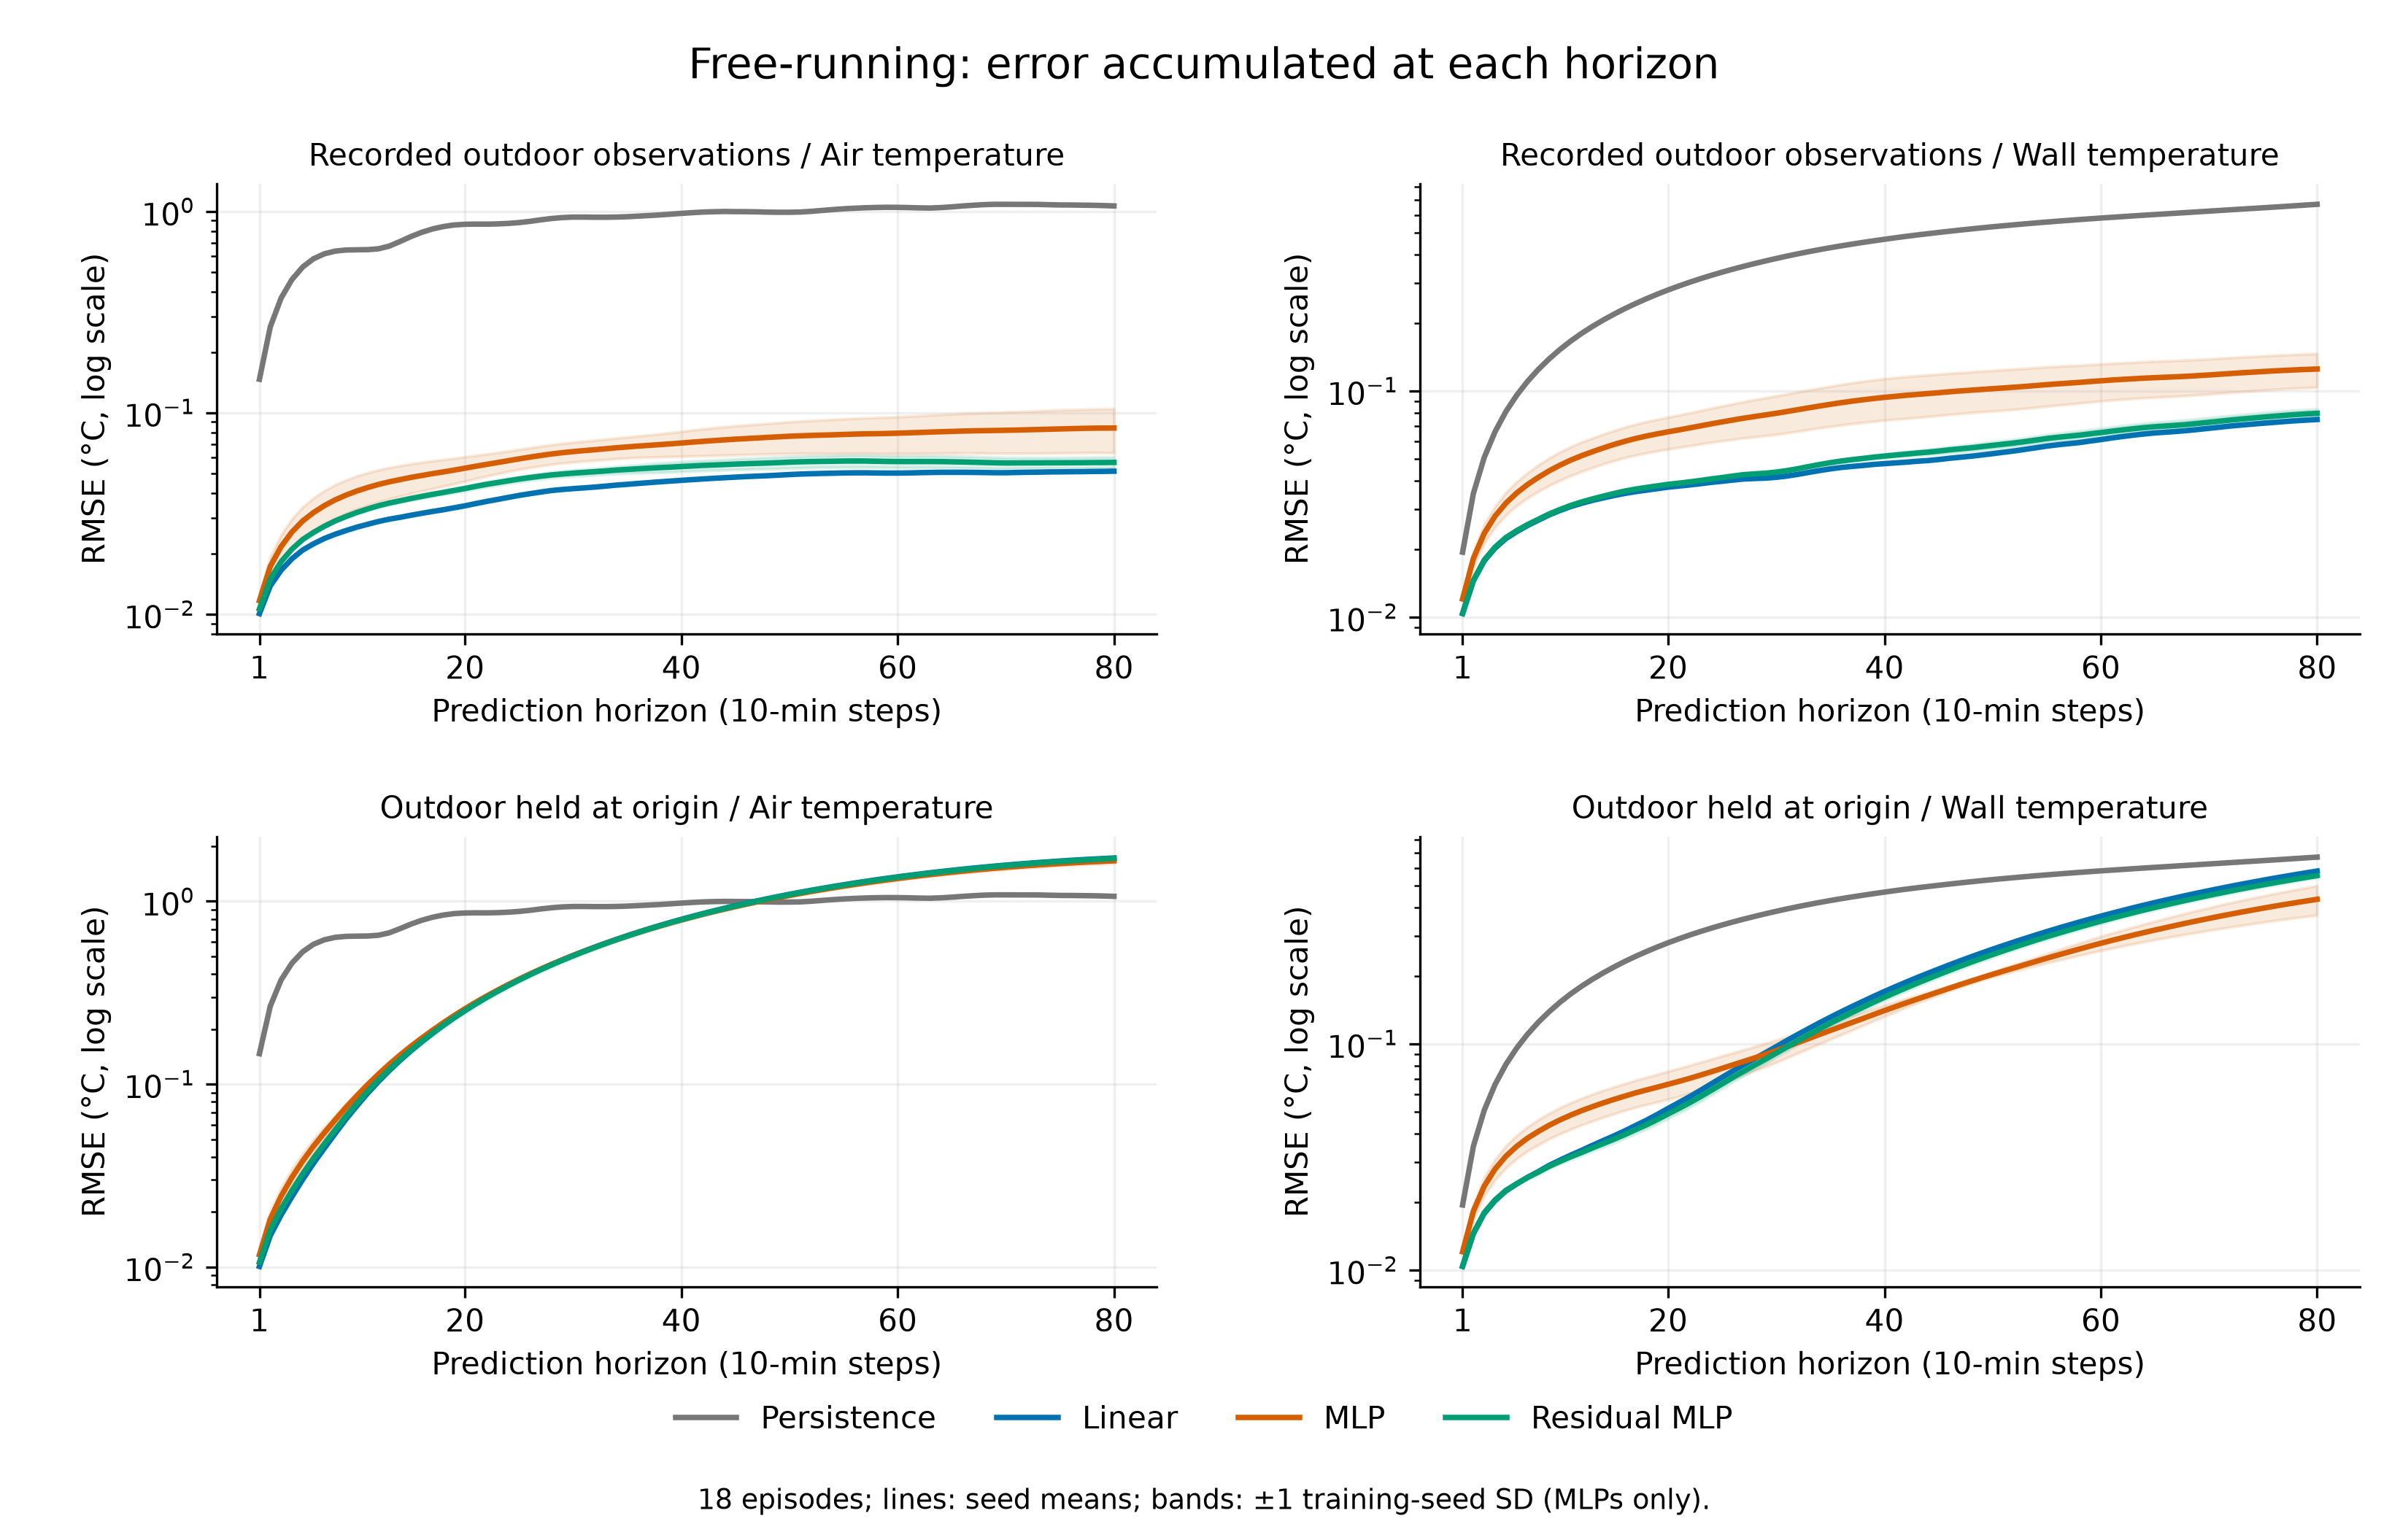 Free-running: error accumulated at each horizon
Recorded outdoor observations / Air temperature
RMSE (°C, log scale)
10⁰
10⁻¹
10⁻²
1 20 40 60 80
Prediction horizon (10-min steps)
Recorded outdoor observations / Wall temperature
RMSE (°C, log scale)
10⁻¹
10⁻²
1 20 40 60 80
Prediction horizon (10-min steps)
Outdoor held at origin / Air temperature
RMSE (°C, log scale)
10⁰
10⁻¹
10⁻²
1 20 40 60 80
Prediction horizon (10-min steps)
Outdoor held at origin / Wall temperature
RMSE (°C, log scale)
10⁻¹
10⁻²
1 20 40 60 80
Prediction horizon (10-min steps)
Persistence Linear MLP Residual MLP
18 episodes; lines: seed means; bands: ±1 training-seed SD (MLPs only).